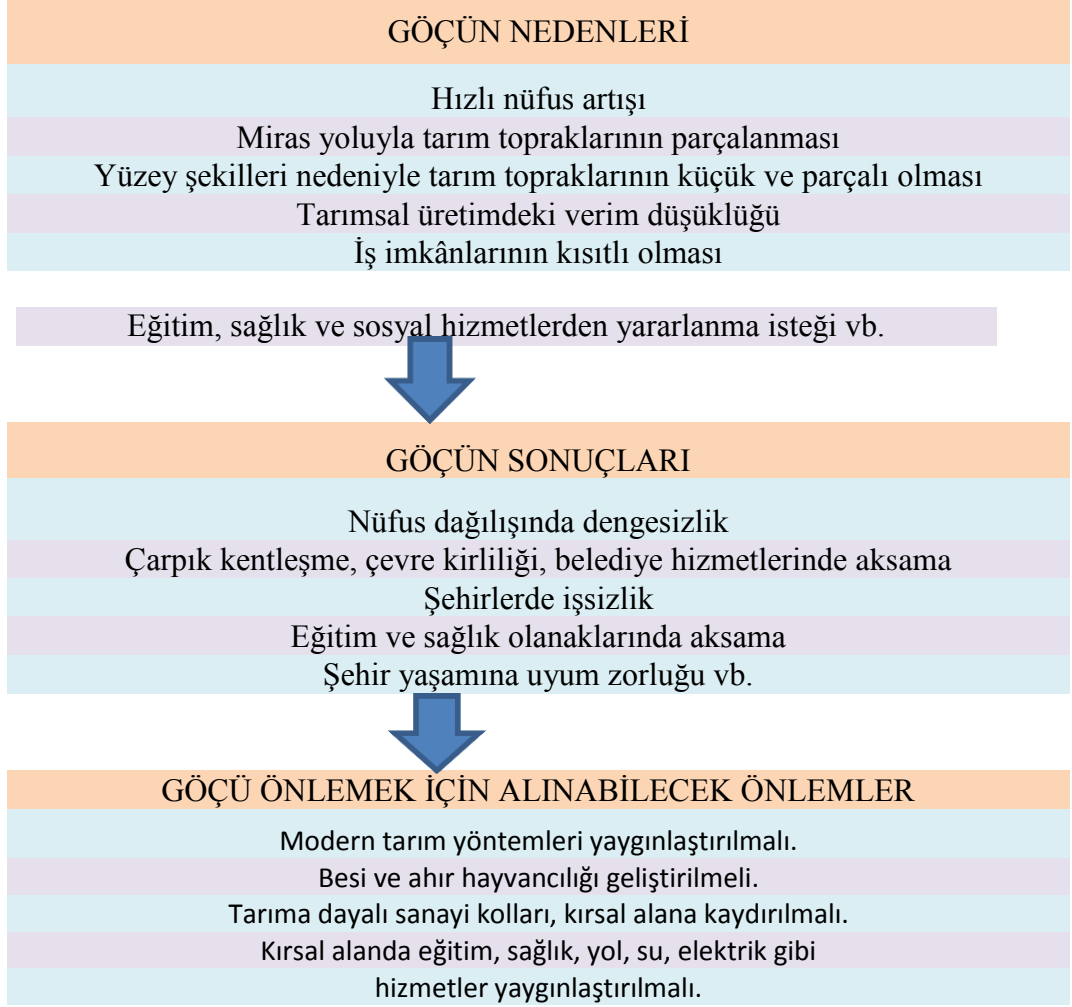 GÖÇÜN NEDENLERİ
Hızlı nüfus artışı
Miras yoluyla tarım topraklarının parçalanması
Yüzey şekilleri nedeniyle tarım topraklarının küçük ve parçalı olması
Tarımsal üretimdeki verim düşüklüğü
İş imkânlarının kısıtlı olması
Eğitim, sağlık ve sosyal hizmetlerden yararlanma isteği vb.
GÖÇÜN SONUÇLARI
Nüfus dağılışında dengesizlik
Çarpık kentleşme, çevre kirliliği, belediye hizmetlerinde aksama
Şehirlerde işsizlik
Eğitim ve sağlık olanaklarında aksama
Şehir yaşamına uyum zorluğu vb.
GÖÇÜ ÖNLEMEK İÇİN ALINABİLECEK ÖNLEMLER
Modern tarım yöntemleri yaygınlaştırılmalı.
Besi ve ahır hayvancılığı geliştirilmeli.
Tarıma dayalı sanayi kolları, kırsal alana kaydırılmalı.
Kırsal alanda eğitim, sağlık, yol, su, elektrik gibi
hizmetler yaygınlaştırılmalı.